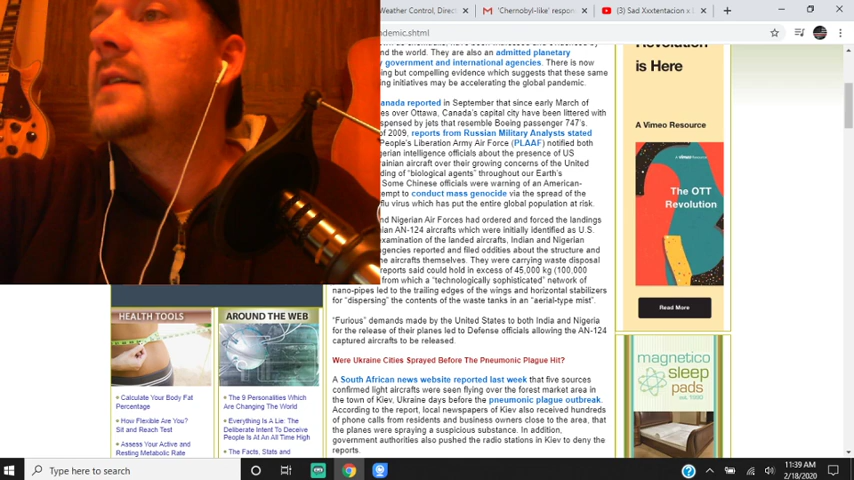 Weather Control, Direct
'Chernobyl-like' respon
(3) Sad Xxxtentacion x L
ndemic.shtml
and the world. They are also an admitted planetary
government and international agencies. There is now
ing but compelling evidence which suggests that these same
ing initiatives may be accelerating the global pandemic.
anada reported in September that since early March of
es over Ottawa, Canada's capital city have been littered with
spensed by jets that resemble Boeing passenger 747's.
of 2009, reports from Russian Military Analysts stated
People's Liberation Army Air Force (PLAAF) notified both
gerian intelligence officials about the presence of US
rainian aircraft over their growing concerns of the United
ding of "biological agents" throughout our Earth's
Some Chinese officials were warning of an American-
empt to conduct mass genocide via the spread of the
flu virus which has put the entire global population at risk.
and Nigerian Air Forces had ordered and forced the landings
nian AN-124 aircrafts which were initially identified as U.S.
examination of the landed aircrafts, Indian and Nigerian
agencies reported and filed oddities about the structure and
he aircrafts themselves. They were carrying waste disposal
reports said could hold in excess of 45,000 kg (100,000
from which a "technologically sophisticated" network of
nano-pipes led to the trailing edges of the wings and horizontal stabilizers
for "dispersing" the contents of the waste tanks in an "aerial-type mist".
"Furious" demands made by the United States to both India and Nigeria
for the release of their planes led to Defense officials allowing the AN-124
captured aircrafts to be released.
Were Ukraine Cities Sprayed Before The Pneumonic Plague Hit?
A South African news website reported last week that five sources
confirmed light aircrafts were seen flying over the forest market area in
the town of Kiev, Ukraine days before the pneumonic plague outbreak.
According to the report, local newspapers of Kiev also received hundreds
of phone calls from residents and business owners close to the area, that
the planes were spraying a suspicious substance. In addition,
government authorities also pushed the radio stations in Kiev to deny the
reports.
HEALTH TOOLS
Calculate Your Body Fat
Percentage
How Flexible Are You?
Sit and Reach Test
Assess Your Active and
Resting Metabolic Rate
AROUND THE WEB
The 9 Personalities Which
Are Changing The World
Everything Is A Lie: The
Deliberate Intent To Deceive
People Is At An All Time High
The Facts, Stats and
Revolution
is Here
A Vimeo Resource
vimeo Resource
The OTT
Revolution
Read More
magnetico
sleep
pads
est. 1990
Type here to search
11:39 AM
2/18/2020